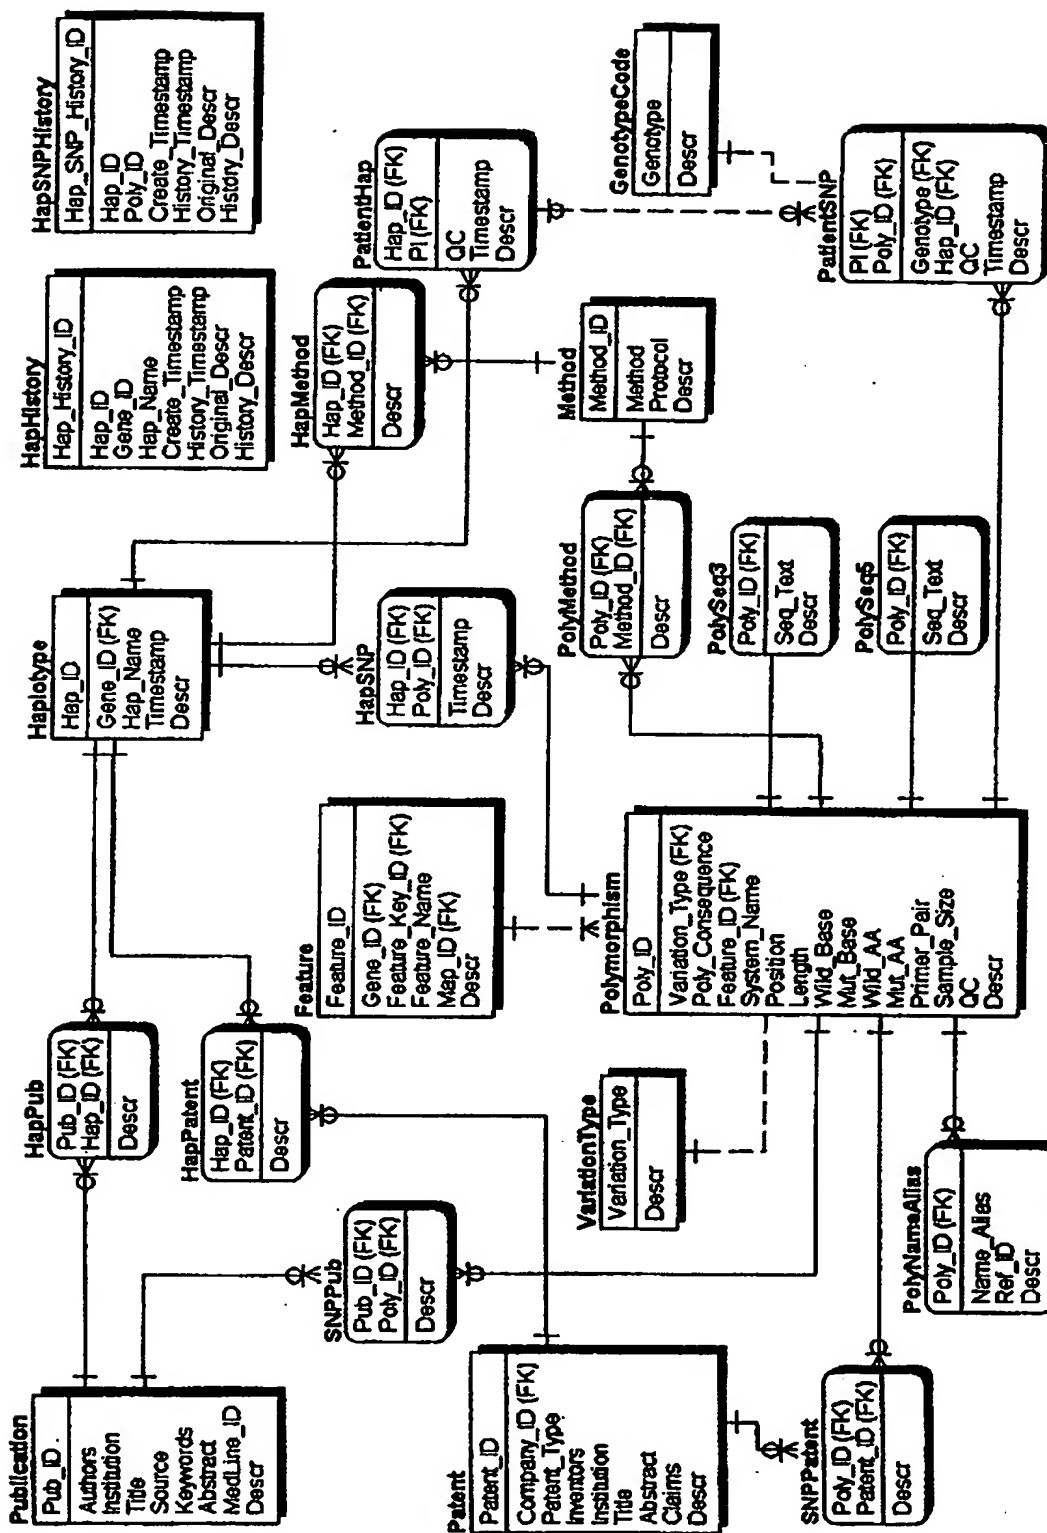 Publication
Pub_ID
Authors
Institution
Title
Source
Keywords
Abstract
MedLine_ID
Descr
HapPub
Pub_ID (FK)
Hap_ID (FK)
Descr
Haplotype
Hap_ID
Gene_ID (FK)
Hap_Name
Timestamp
Descr
HapHistory
Hap_History_ID
Hap_ID
Gene_ID
Hap_Name
Create_Timestamp
History_Timestamp
Original_Descr
History_Descr
HapSNPHistory
Hap_SNP_History_ID
Hap_ID
Poly_ID
Create_Timestamp
History_Timestamp
Original_Descr
History_Descr
HapPatent
Hap_ID (FK)
Patent_ID (FK)
Descr
SNPPub
Pub_ID (FK)
Poly_ID (FK)
Descr
Feature
Feature_ID
Gene_ID (FK)
Feature_Key_ID (FK)
Feature_Name
Map_ID (FK)
Descr
HapSNP
Hap_ID (FK)
Poly_ID (FK)
Timestamp
Descr
HapMethod
Hap_ID (FK)
Method_ID (FK)
Descr
PatientHap
Hap_ID (FK)
PI (FK)
QC
Timestamp
Descr
GenotypeCode
Genotype
Descr
Patent
Patent_ID
Company_ID (FK)
Patent_Type
Inventors
Institution
Title
Abstract
Claims
Descr
VariationType
Variation_Type
Descr
Polymorphism
Poly_ID
Variation_Type (FK)
Poly_Consequence
Feature_ID (FK)
System_Name
Position
Length
Wild_Base
Mut_Base
Wild_AA
Mut_AA
Primer_Pair
Sample_Size
QC
Descr
PolyMethod
Poly_ID (FK)
Method_ID (FK)
Descr
Method
Method_ID
Method
Protocol
Descr
PolySeq3
Poly_ID (FK)
Seq_Text
Descr
PolySeq5
Poly_ID (FK)
Seq_Text
Descr
PatientSNP
PI (FK)
Poly_ID (FK)
Genotype (FK)
Hap_ID (FK)
QC
Timestamp
Descr
SNPPatent
Poly_ID (FK)
Patent_ID (FK)
Descr
PolyNameAlias
Poly_ID (FK)
Name_Alias
Ref_ID
Descr